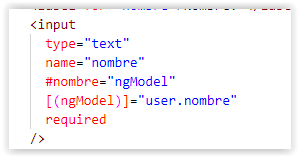 <input
type="text"
name="nombre"
#nombre="ngModel"
[(ngModel)]="user.nombre"
required
/>